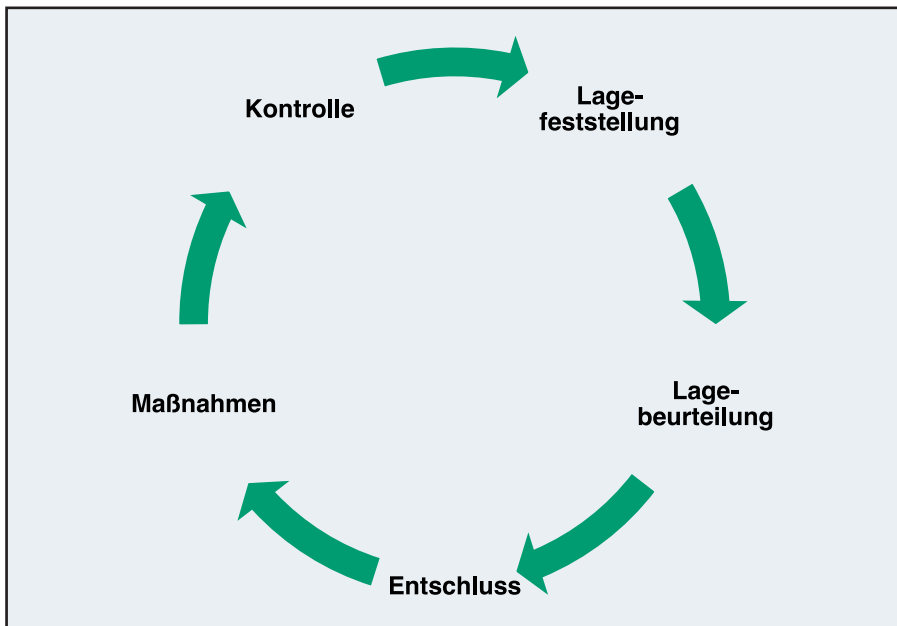 Kontrolle
Lage-
feststellung
Lage-
beurteilung
Entschluss
Maßnahmen